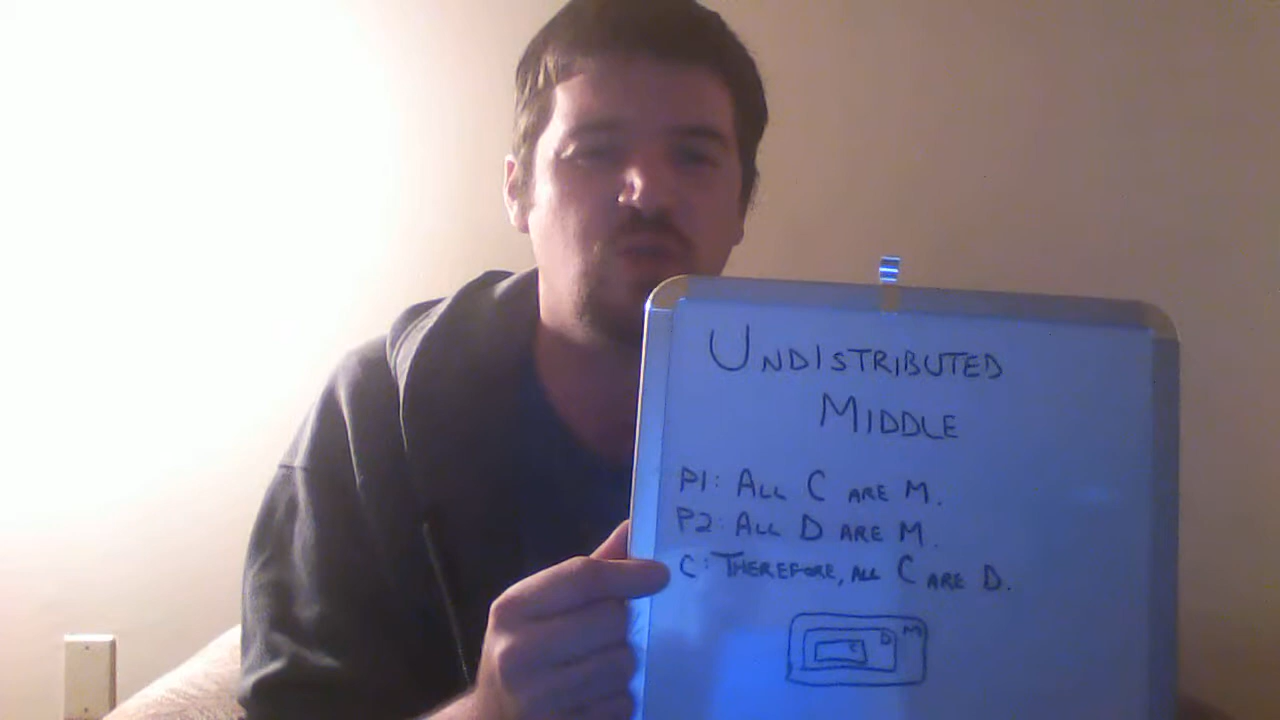 UNDISTRIBUTED
MIDDLE
P1: ALL C ARE M.
P2: ALL D ARE M.
C: THEREFORE, ALL C ARE D.
M
D
C